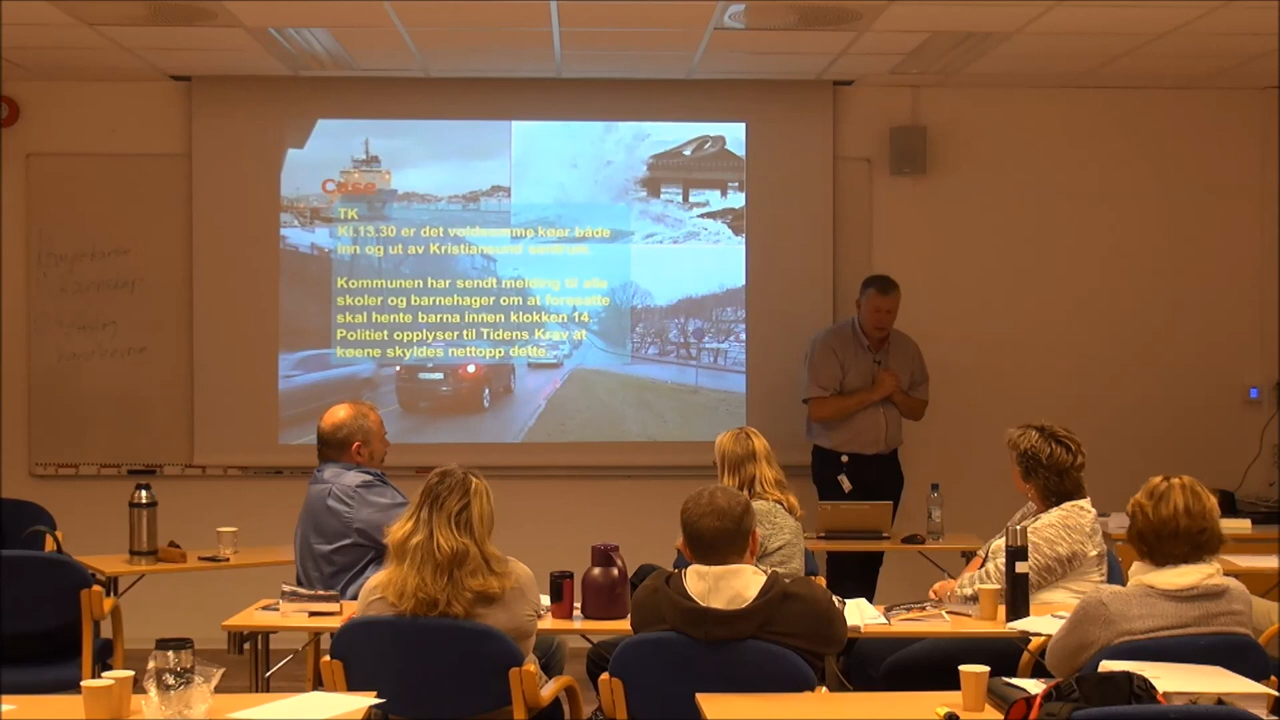 Case
TK
Kl.13.30 er det voldsomme køer både
inn og ut av Kristiansund sentrum.
Kommunen har sendt melding til alle
skoler og barnehager om at foresatte
skal hente barna innen klokken 14.
Politiet opplyser til Tidens Krav at
køene skyldes nettopp dette.